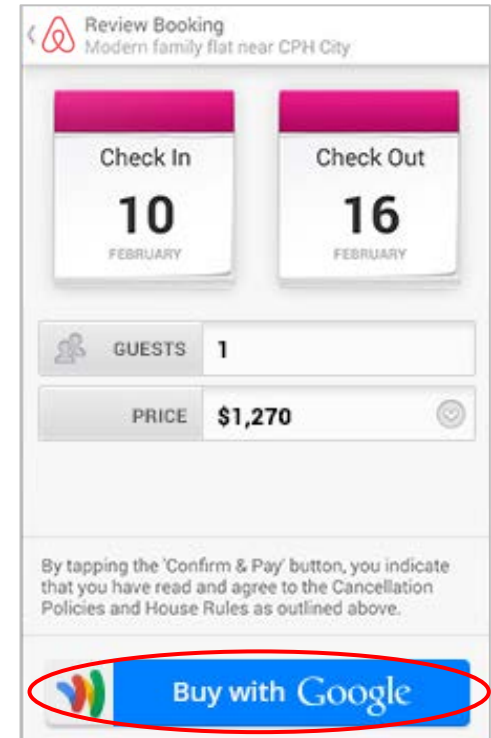 Review Booking
Modern family flat near CPH City
Check In
10
FEBRUARY
Check Out
16
FEBRUARY
GUESTS 1
PRICE $1,270
By tapping the 'Confirm & Pay' button, you indicate
that you have read and agree to the Cancellation
Policies and House Rules as outlined above.
Buy with Google